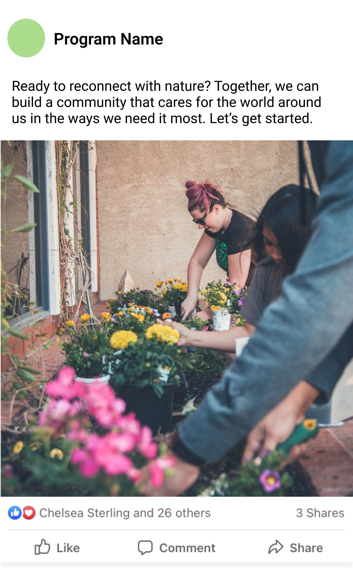 Program Name
Ready to reconnect with nature? Together, we can
build a community that cares for the world around
us in the ways we need it most. Let’s get started.
Chelsea Sterling and 26 others 3 Shares
Like Comment Share